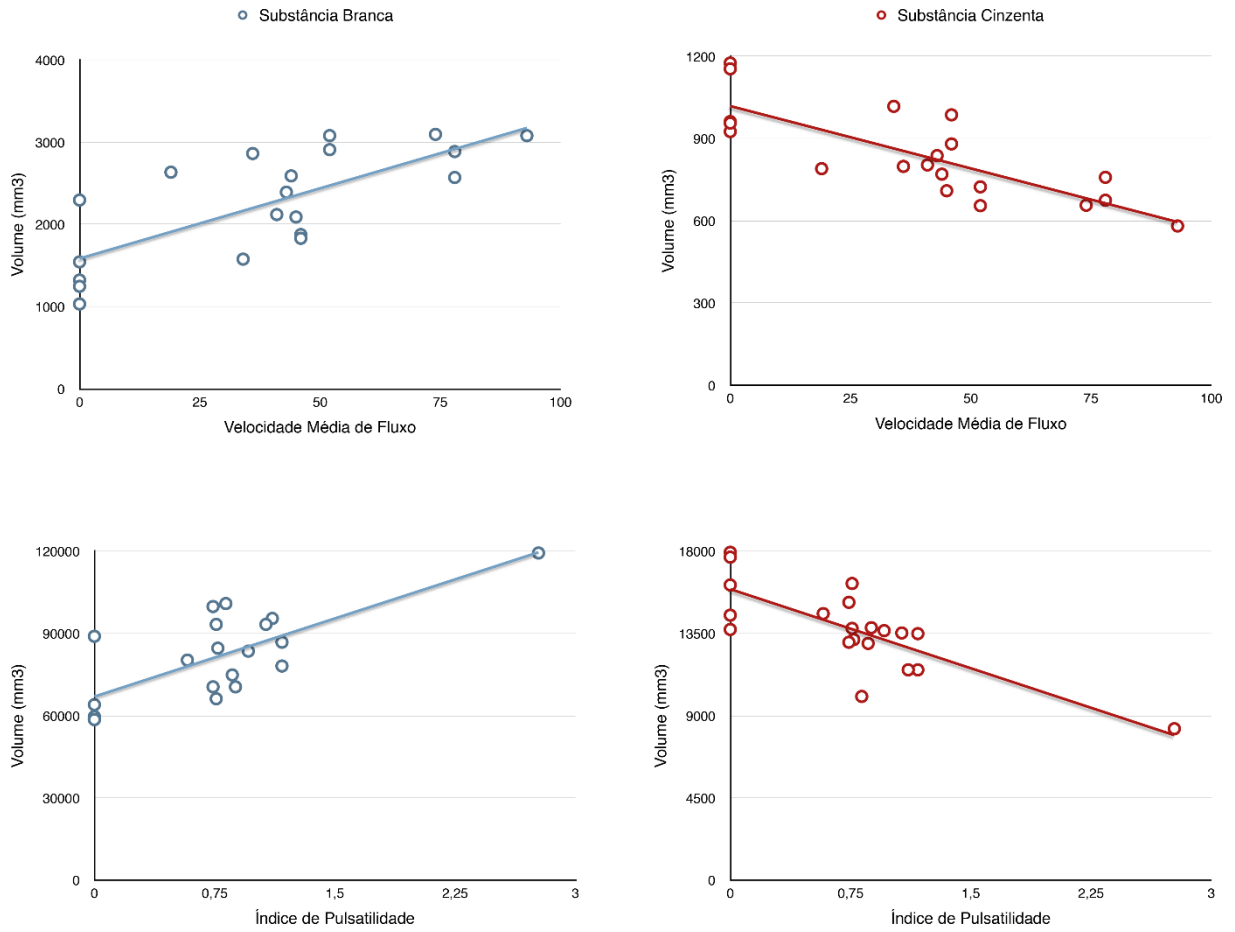 Substância Branca
4000
3000
2000
1000
0
Volume (mm3)
0 25 50 75 100
Velocidade Média de Fluxo
Substância Cinzenta
1200
900
600
300
0
Volume (mm3)
0 25 50 75 100
Velocidade Média de Fluxo
120000
90000
60000
30000
0
Volume (mm3)
0 0,75 1,5 2,25 3
Índice de Pulsatilidade
18000
13500
9000
4500
0
Volume (mm3)
0 0,75 1,5 2,25 3
Índice de Pulsatilidade